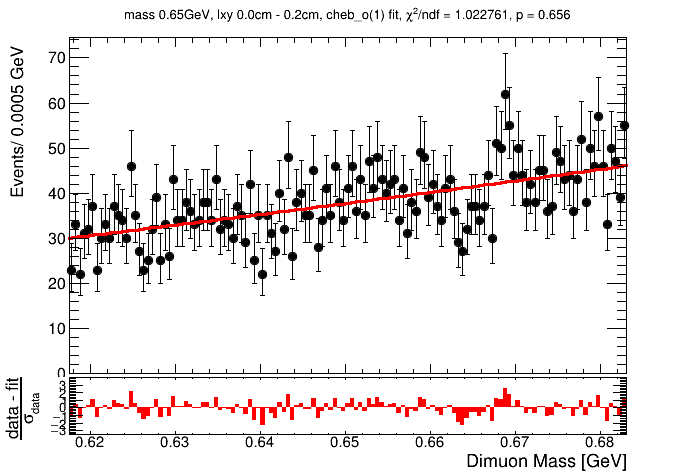 mass 0.65GeV, lxy 0.0cm - 0.2cm, cheb_o(1) fit, χ²/ndf = 1.022761, p = 0.656
Events/ 0.0005 GeV
70
60
50
40
30
20
10
0
data - fit
σdata
3
2
1
0
−1
−2
−3
0.62 0.63 0.64 0.65 0.66 0.67 0.68
Dimuon Mass [GeV]